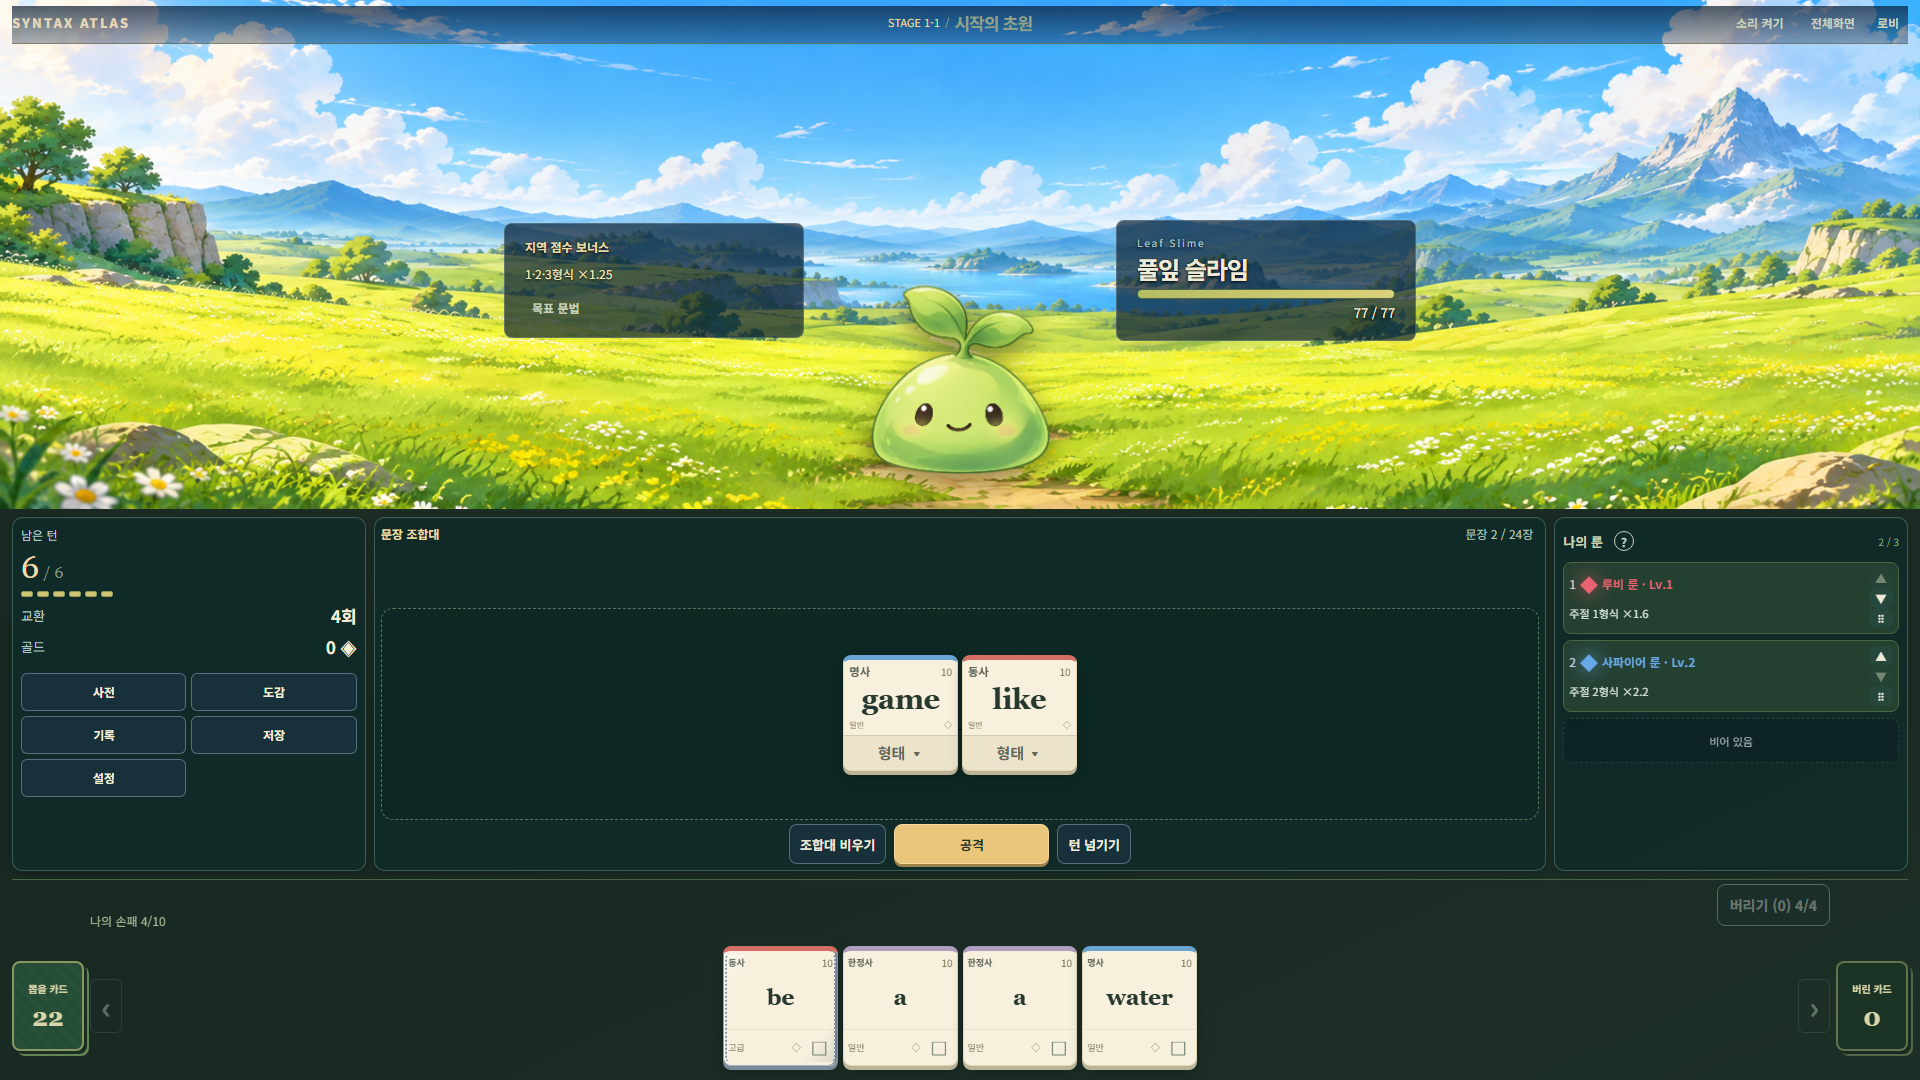 SYNTAX ATLAS
STAGE 1-1 / 시작의 초원
소리 켜기 전체화면 로비
지역 점수 보너스
1·2·3형식 ×1.25
목표 문법
Leaf Slime
풀잎 슬라임
77 / 77
남은 턴
6 / 6
교환 4회
골드 0
사전 도감
기록 저장
설정
문장 조합대 문장 2 / 24장
명사 10
game
일반
형태
동사 10
like
일반
형태
조합대 비우기 공격 턴 넘기기
나의 룬 ? 2 / 3
1 루비 룬 · Lv.1
주절 1형식 ×1.6
2 사파이어 룬 · Lv.2
주절 2형식 ×2.2
비어 있음
나의 손패 4/10
버리기 (0) 4/4
뽑을 카드
22
동사 10
be
고급
한정사 10
a
일반
한정사 10
a
일반
명사 10
water
일반
버린 카드
0